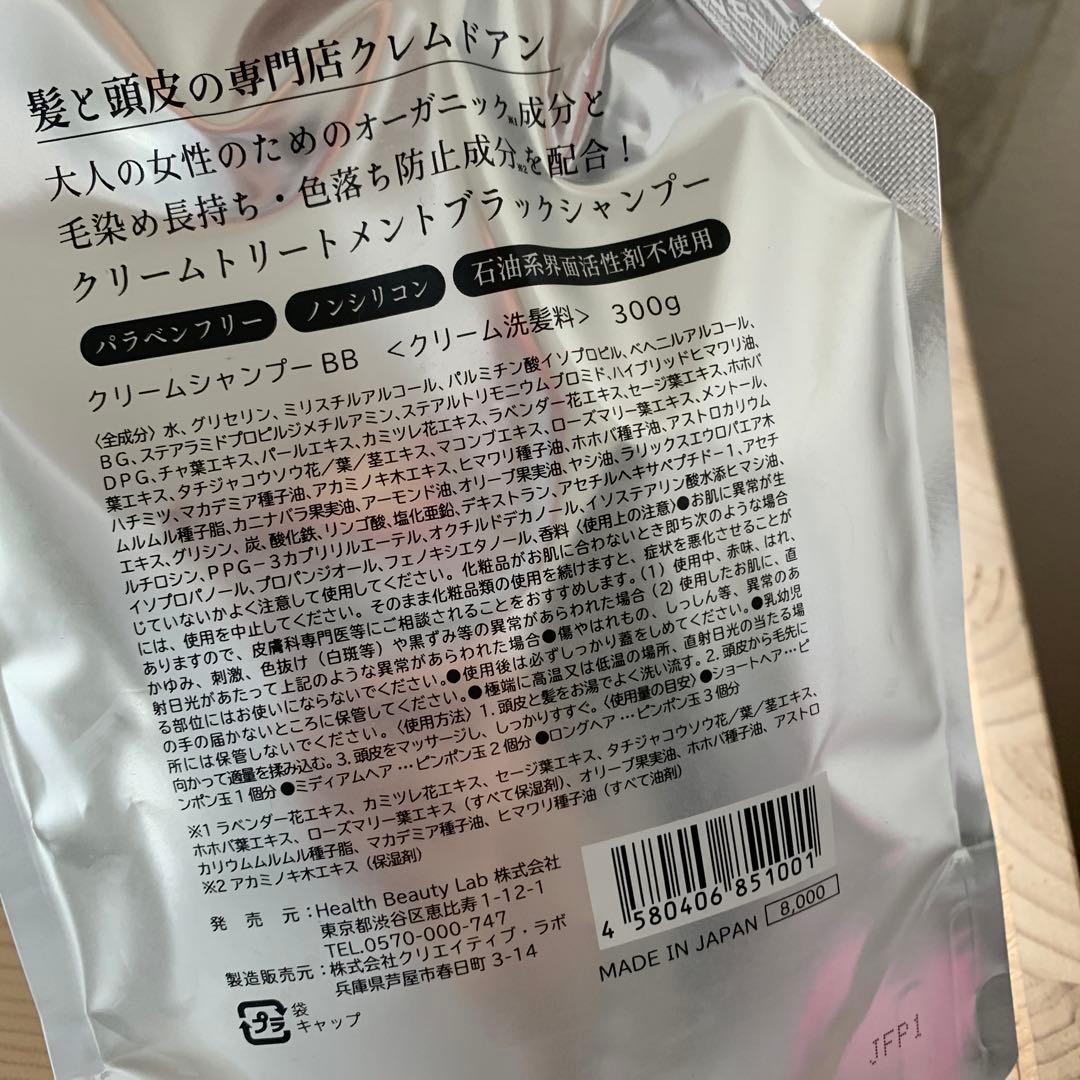 髪と頭皮の専門店クレムドアン
大人の女性のためのオーガニック※1成分と
毛染め長持ち・色落ち防止成分※2を配合！
クリームトリートメントブラックシャンプー
パラベンフリー ノンシリコン 石油系界面活性剤不使用
クリームシャンプーBB ＜クリーム洗髪料＞ 300g
〈全成分〉水、グリセリン、ミリスチルアルコール、パルミチン酸イソプロピル、ベヘニルアルコール、
BG、ステアラミドプロピルジメチルアミン、ステアルトリモニウムブロミド、ハイブリッドヒマワリ油、
DPG、チャ葉エキス、パールエキス、カミツレ花エキス、ラベンダー花エキス、セージ葉エキス、ホホバ
葉エキス、タチジャコウソウ花／葉／茎エキス、マコンブエキス、ローズマリー葉エキス、メントール、
ハチミツ、マカデミア種子油、アカミノキ木エキス、ヒマワリ種子油、ホホバ種子油、アストロカリウム
ムルムル種子脂、カニナバラ果実油、アーモンド油、オリーブ果実油、ヤシ油、ラリックスエウロパエア木
エキス、グリシン、炭、酸化鉄、リンゴ酸、塩化亜鉛、デキストラン、アセチルヘキサペプチド－1、アセチ
ルチロシン、PPG－3カプリリルエーテル、オクチルドデカノール、イソステアリン酸水添ヒマシ油、
イソプロパノール、プロパンジオール、フェノキシエタノール、香料〈使用上の注意〉●お肌に異常が生
じていないかよく注意して使用してください。化粧品がお肌に合わないとき即ち次のような場合
には、使用を中止してください。そのまま化粧品類の使用を続けますと、症状を悪化させることが
ありますので、皮膚科専門医等にご相談されることをおすすめします。(1) 使用中、赤味、はれ、
かゆみ、刺激、色抜け（白斑等）や黒ずみ等の異常があらわれた場合 (2) 使用したお肌に、直
射日光があたって上記のような異常があらわれた場合●傷やはれもの、しっしん等、異常のあ
る部位にはお使いにならないでください。●使用後は必ずしっかり蓋をしめてください。●乳幼児
の手の届かないところに保管してください。●極端に高温又は低温の場所、直射日光の当たる場
所には保管しないでください。〈使用方法〉1. 頭皮と髪をお湯でよく洗い流す。2. 頭皮から毛先に
向かって適量を揉み込む。3. 頭皮をマッサージし、しっかりすすぐ。〈使用量の目安〉●ショートヘア…ピ
ンポン玉1個分 ●ミディアムヘア…ピンポン玉2個分 ●ロングヘア…ピンポン玉3個分
※1 ラベンダー花エキス、カミツレ花エキス、セージ葉エキス、タチジャコウソウ花／葉／茎エキス、
ホホバ葉エキス、ローズマリー葉エキス（すべて保湿剤）、オリーブ果実油、ホホバ種子油、アストロ
カリウムムルムル種子脂、マカデミア種子油、ヒマワリ種子油（すべて油剤）
※2 アカミノキ木エキス（保湿剤）
発売元：Health Beauty Lab 株式会社
東京都渋谷区恵比寿1-12-1
TEL.0570-000-747
製造販売元：株式会社クリエイティブ・ラボ
兵庫県芦屋市春日町 3-14
プラ 袋
キャップ
4 580406 851001
MADE IN JAPAN 8,000
JFP1